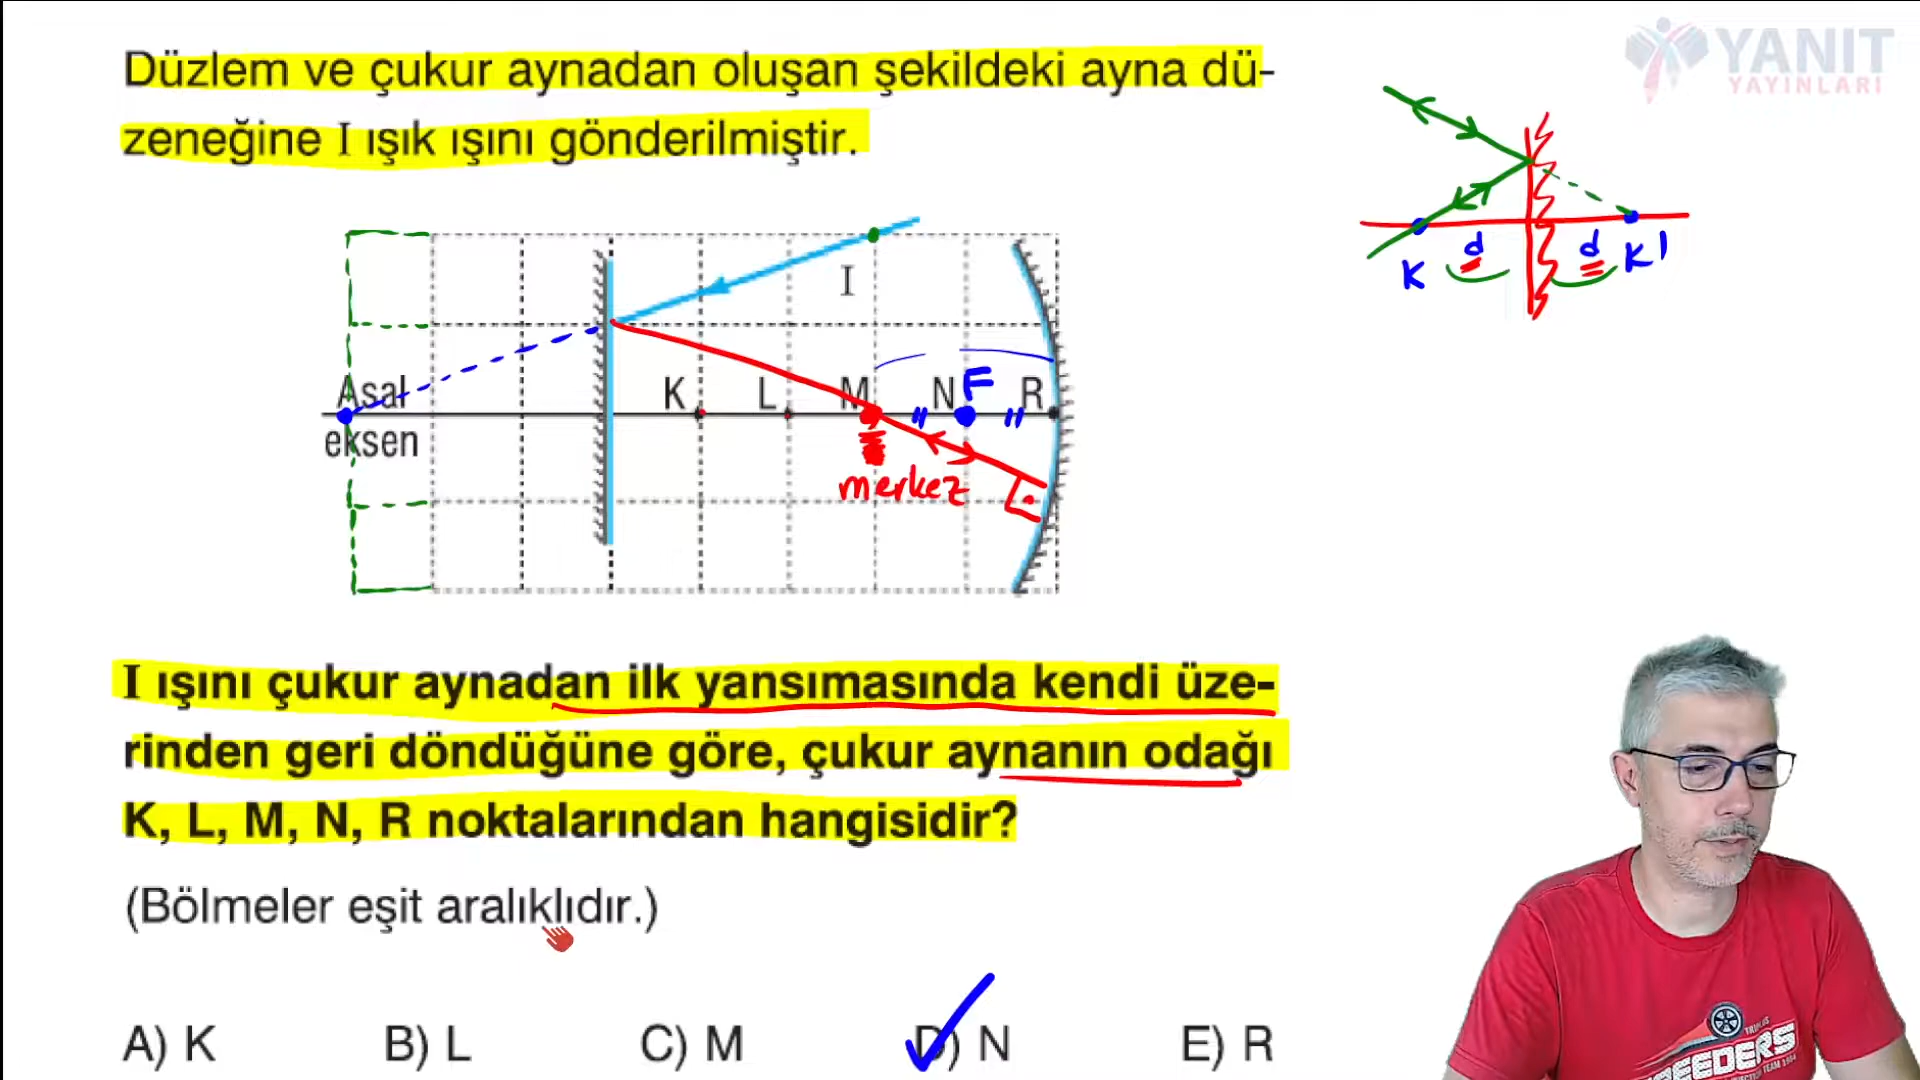 YANIT
YAYINLARI
Düzlem ve çukur aynadan oluşan şekildeki ayna dü-
zeneğine I ışık ışını gönderilmiştir.
K d d K'
I
Asal K L M N F R
eksen
merkez
I ışını çukur aynadan ilk yansımasında kendi üze-
rinden geri döndüğüne göre, çukur aynanın odağı
K, L, M, N, R noktalarından hangisidir?
(Bölmeler eşit aralıklıdır.)
A) K B) L C) M D) N E) R